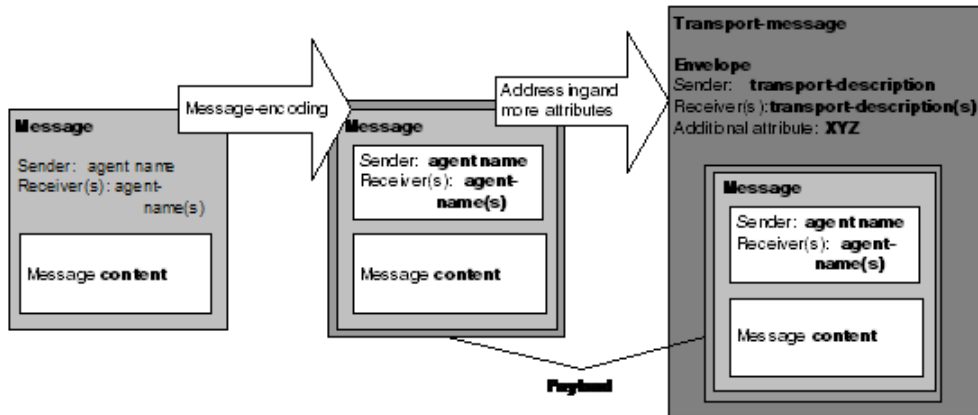 Message
Sender: agent name
Receiver(s): agent-
name(s)
Message content
Message-encoding
Message
Sender: agent name
Receiver(s): agent-
name(s)
Message content
Addressing and
more attributes
Transport-message
Envelope
Sender: transport-description
Receiver(s): transport-description(s)
Additional attribute: XYZ
Message
Sender: agent name
Receiver(s): agent-
name(s)
Message content
Payload